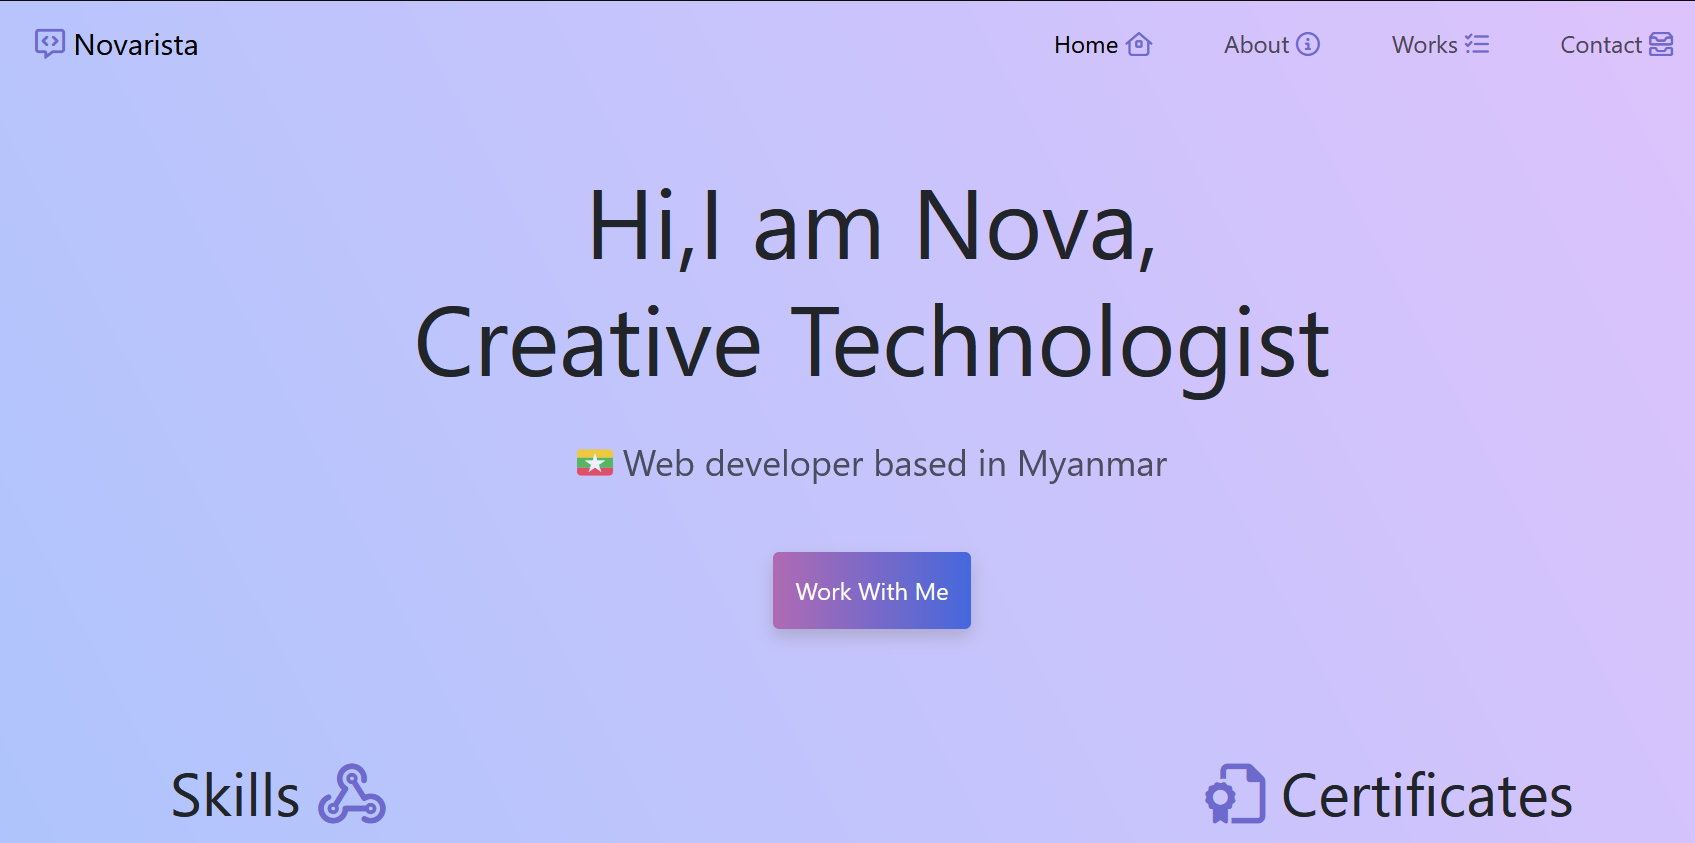 Novarista
Home
About
Works
Contact
Hi,I am Nova,
Creative Technologist
Web developer based in Myanmar
Work With Me
Skills
Certificates